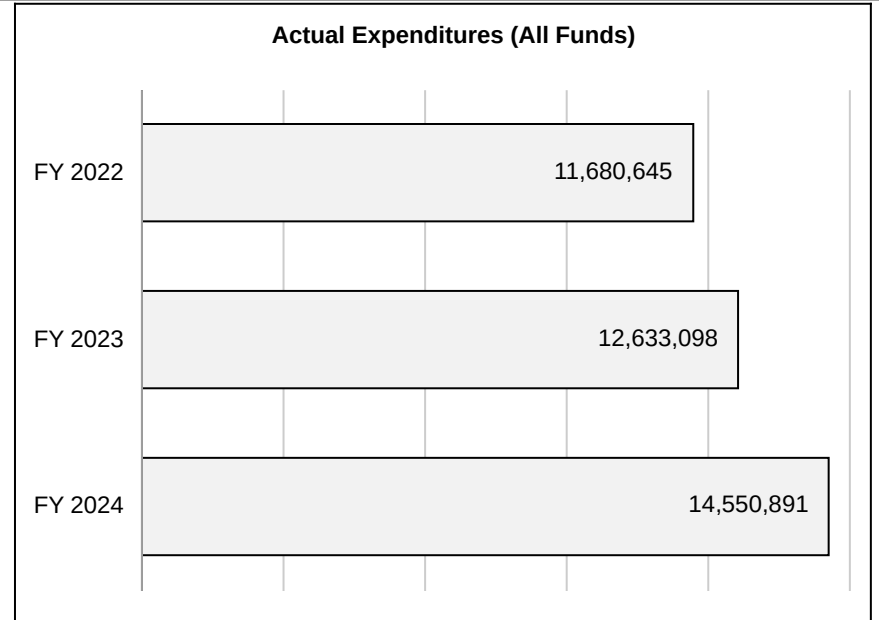 Actual Expenditures (All Funds)
FY 2022 11,680,645
FY 2023 12,633,098
FY 2024 14,550,891